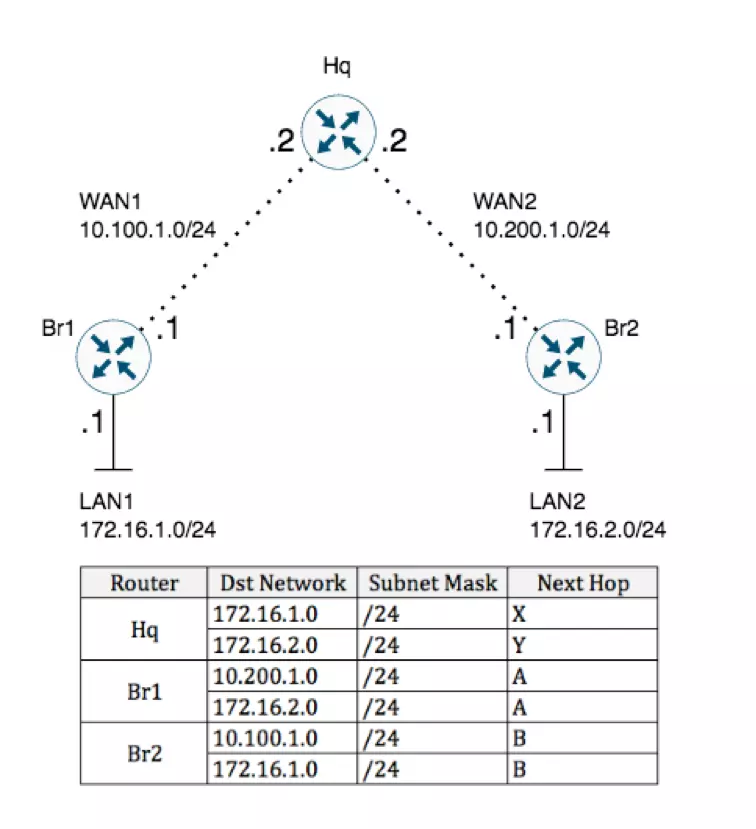 Hq
.2 .2
WAN1 WAN2
10.100.1.0/24 10.200.1.0/24
Br1 .1 .1 Br2
.1 .1
LAN1 LAN2
172.16.1.0/24 172.16.2.0/24
Router Dst Network Subnet Mask Next Hop
Hq 172.16.1.0 /24 X
172.16.2.0 /24 Y
Br1 10.200.1.0 /24 A
172.16.2.0 /24 A
Br2 10.100.1.0 /24 B
172.16.1.0 /24 B